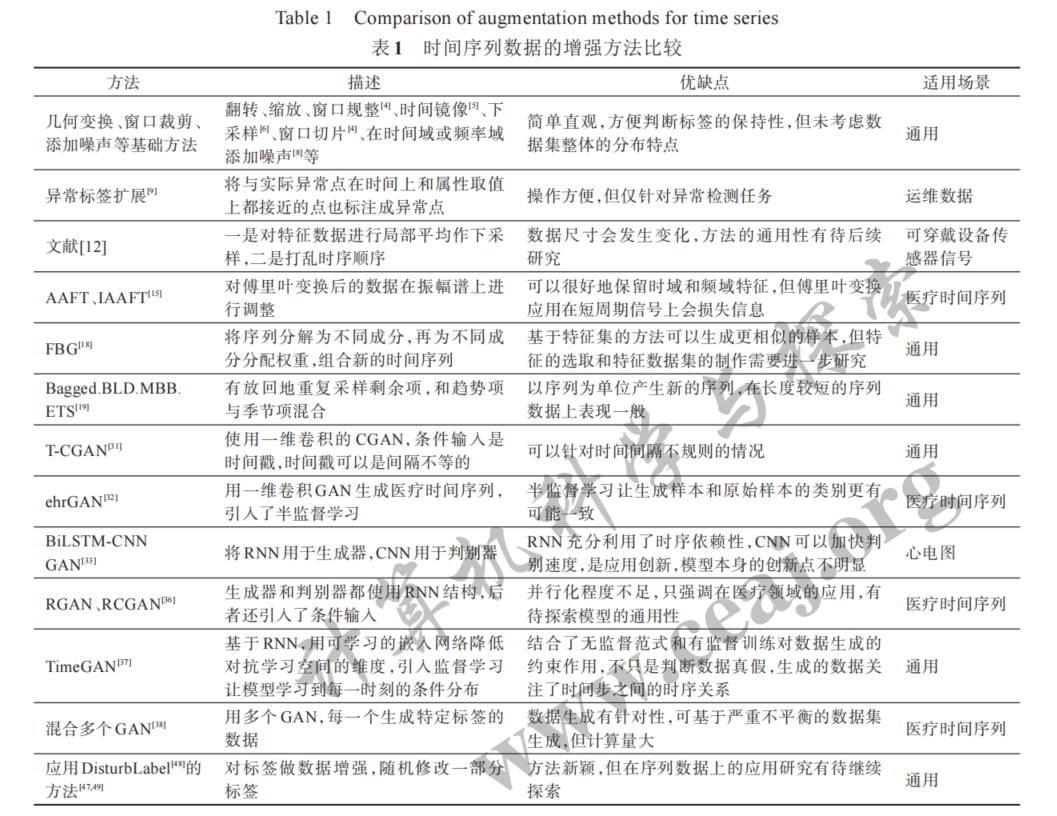 Table 1 Comparison of augmentation methods for time series
表1 时间序列数据的增强方法比较
方法 描述 优缺点 适用场景
几何变换、窗口裁剪、
添加噪声等基础方法
翻转、缩放、窗口规整[4]、时间镜像[5]、下
采样[6]、窗口切片[4]、在时间域或频率域
添加噪声[8]等
简单直观,方便判断标签的保持性,但未考虑数
据集整体的分布特点
通用
异常标签扩展[9]
将与实际异常点在时间上和属性取值
上都接近的点也标注成异常点
操作方便,但仅针对异常检测任务
运维数据
文献[12]
一是对特征数据进行局部平均作下采
样,二是打乱时序顺序
数据尺寸会发生变化,方法的通用性有待后续
研究
可穿戴设备传
感器信号
AAFT、IAAFT[15]
对傅里叶变换后的数据在振幅谱上进
行调整
可以很好地保留时域和频域特征,但傅里叶变换
应用在短周期信号上会损失信息
医疗时间序列
FBG[18]
将序列分解为不同成分,再为不同成
分分配权重,组合新的时间序列
基于特征集的方法可以生成更相似的样本,但特
征的选取和特征数据集的制作需要进一步研究
通用
Bagged.BLD.MBB.
ETS[19]
有放回地重复采样剩余项,和趋势项
与季节项混合
以序列为单位产生新的序列,在长度较短的序列
数据上表现一般
通用
T-CGAN[31]
使用一维卷积的CGAN,条件输入是
时间戳,时间戳可以是间隔不等的
可以针对时间间隔不规则的情况
通用
ehrGAN[32]
用一维卷积GAN生成医疗时间序列,
引入了半监督学习
半监督学习让生成样本和原始样本的类别更有
可能一致
医疗时间序列
BiLSTM-CNN
GAN[33]
将RNN用于生成器,CNN用于判别器
RNN充分利用了时序依赖性,CNN可以加快判
别速度,是应用创新,模型本身的创新点不明显
心电图
RGAN、RCGAN[36]
生成器和判别器都使用RNN结构,后
者还引入了条件输入
并行化程度不足,只强调在医疗领域的应用,有
待探索模型的通用性
医疗时间序列
TimeGAN[37]
基于RNN,用可学习的嵌入网络降低
对抗学习空间的维度,引入监督学习
让模型学习到每一时刻的条件分布
结合了无监督范式和有监督训练对数据生成的
约束作用,不只是判断数据真假,生成的数据关
注了时间步之间的时序关系
通用
混合多个GAN[38]
用多个GAN,每一个生成特定标签的
数据
数据生成有针对性,可基于严重不平衡的数据集
生成,但计算量大
医疗时间序列
应用DisturbLabel[48]的
方法[47,49]
对标签做数据增强,随机修改一部分
标签
方法新颖,但在序列数据上的应用研究有待继续
探索
通用
计算机科学与探索
www.ceaj.org